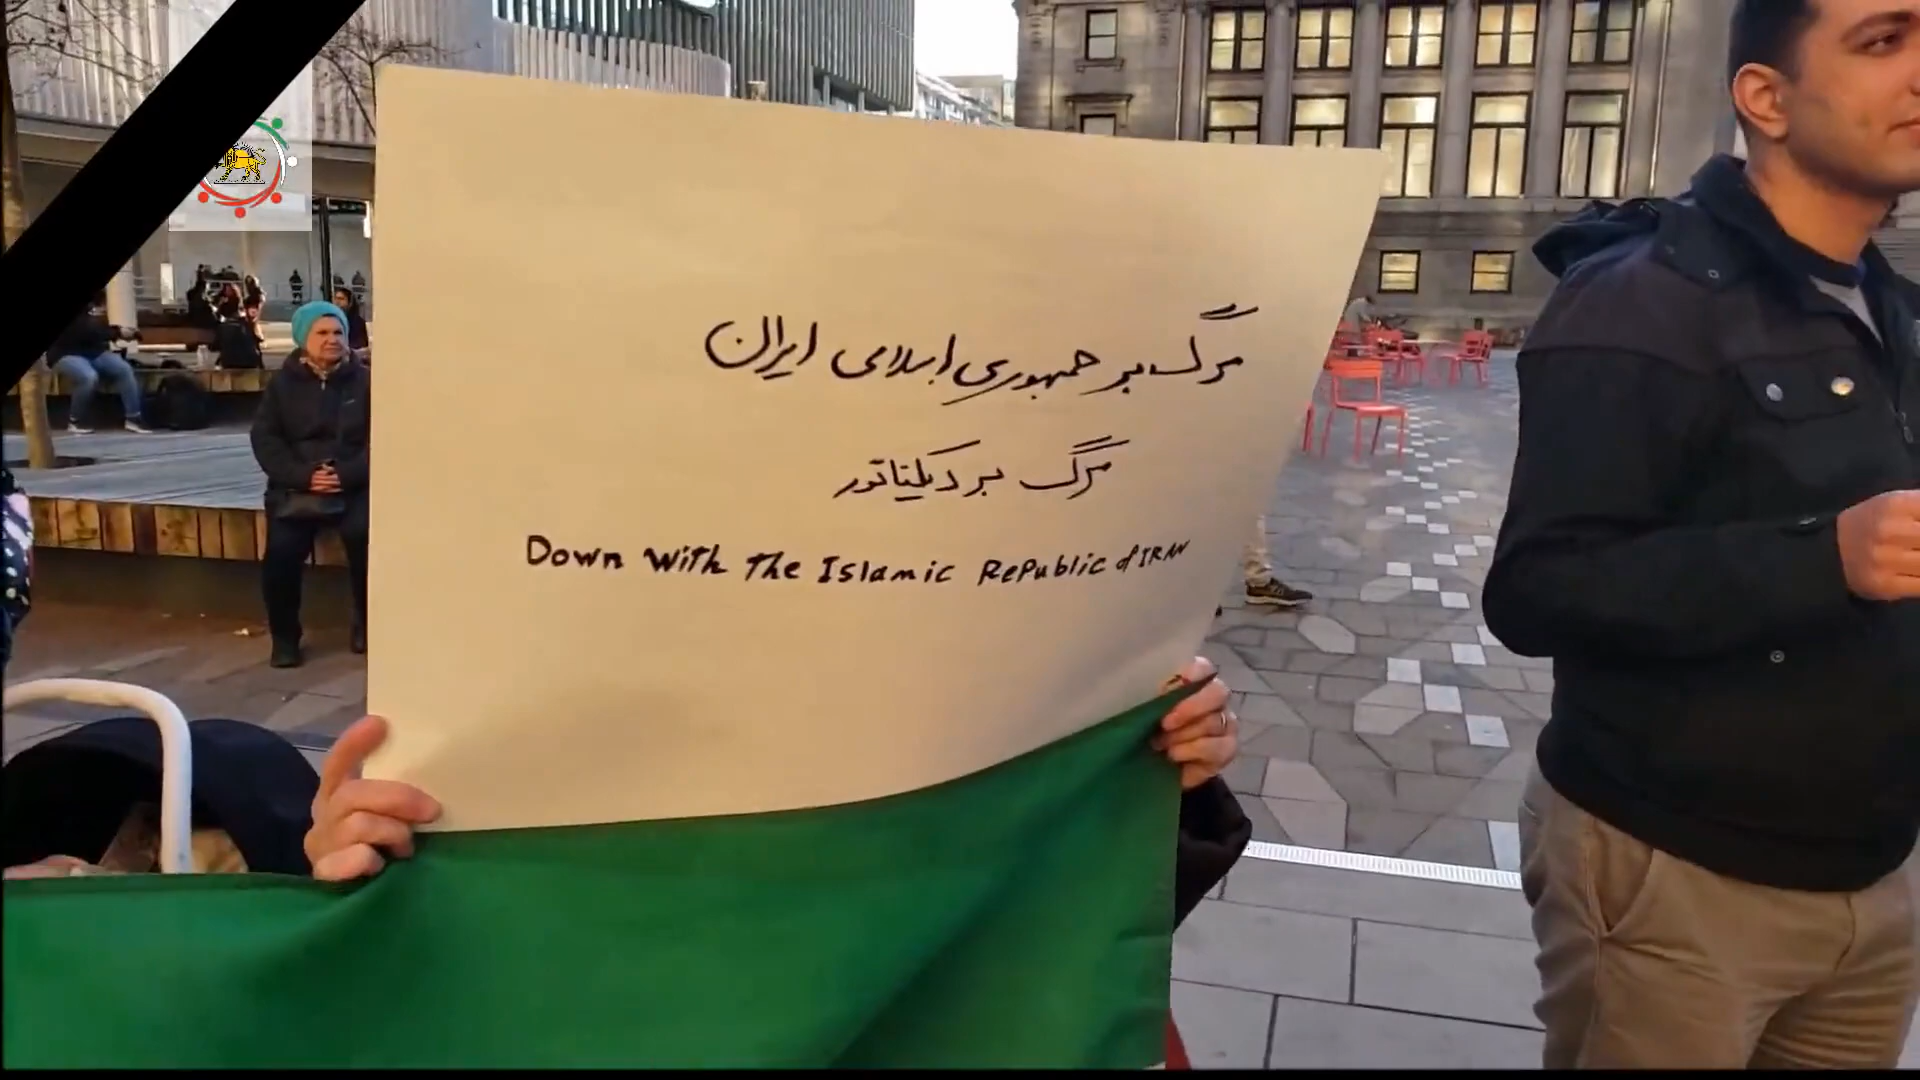 مرگ بر جمهوری اسلامی ایران
مرگ بر دیکتاتور
Down with The Islamic Republic of IRAN